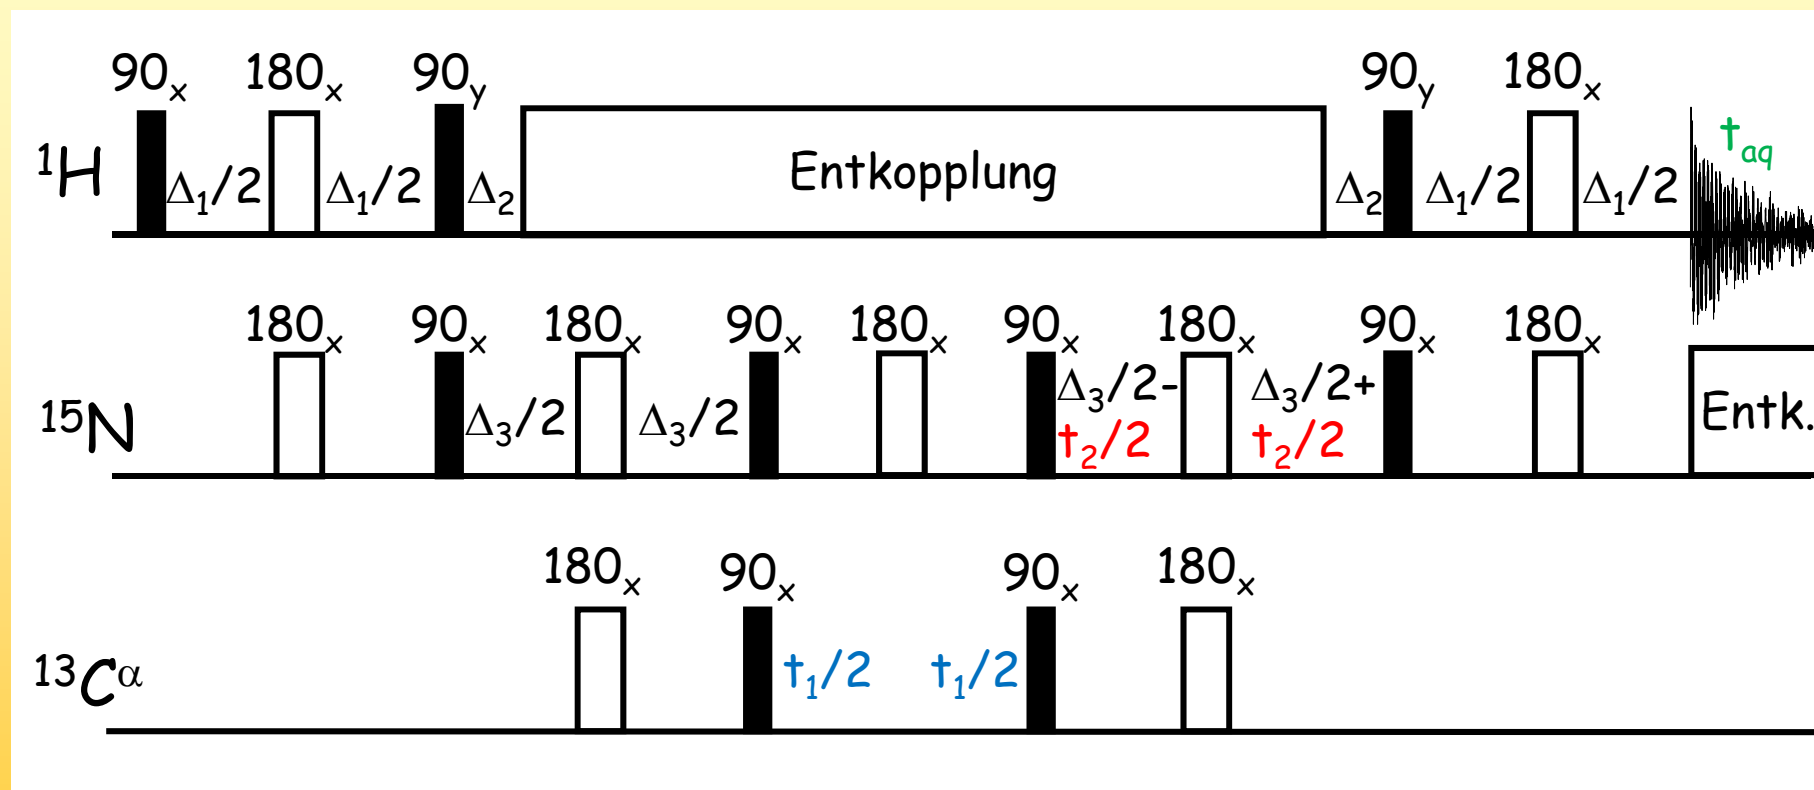 90x 180x 90y 90y 180x
¹H Δ₁/2 Δ₁/2 Δ₂ Entkopplung Δ₂ Δ₁/2 Δ₁/2 taq
180x 90x 180x 90x 180x 90x 180x 90x 180x
¹⁵N Δ₃/2 Δ₃/2 Δ₃/2- Δ₃/2+ Entk.
t₂/2 t₂/2
180x 90x 90x 180x
¹³Cα t₁/2 t₁/2